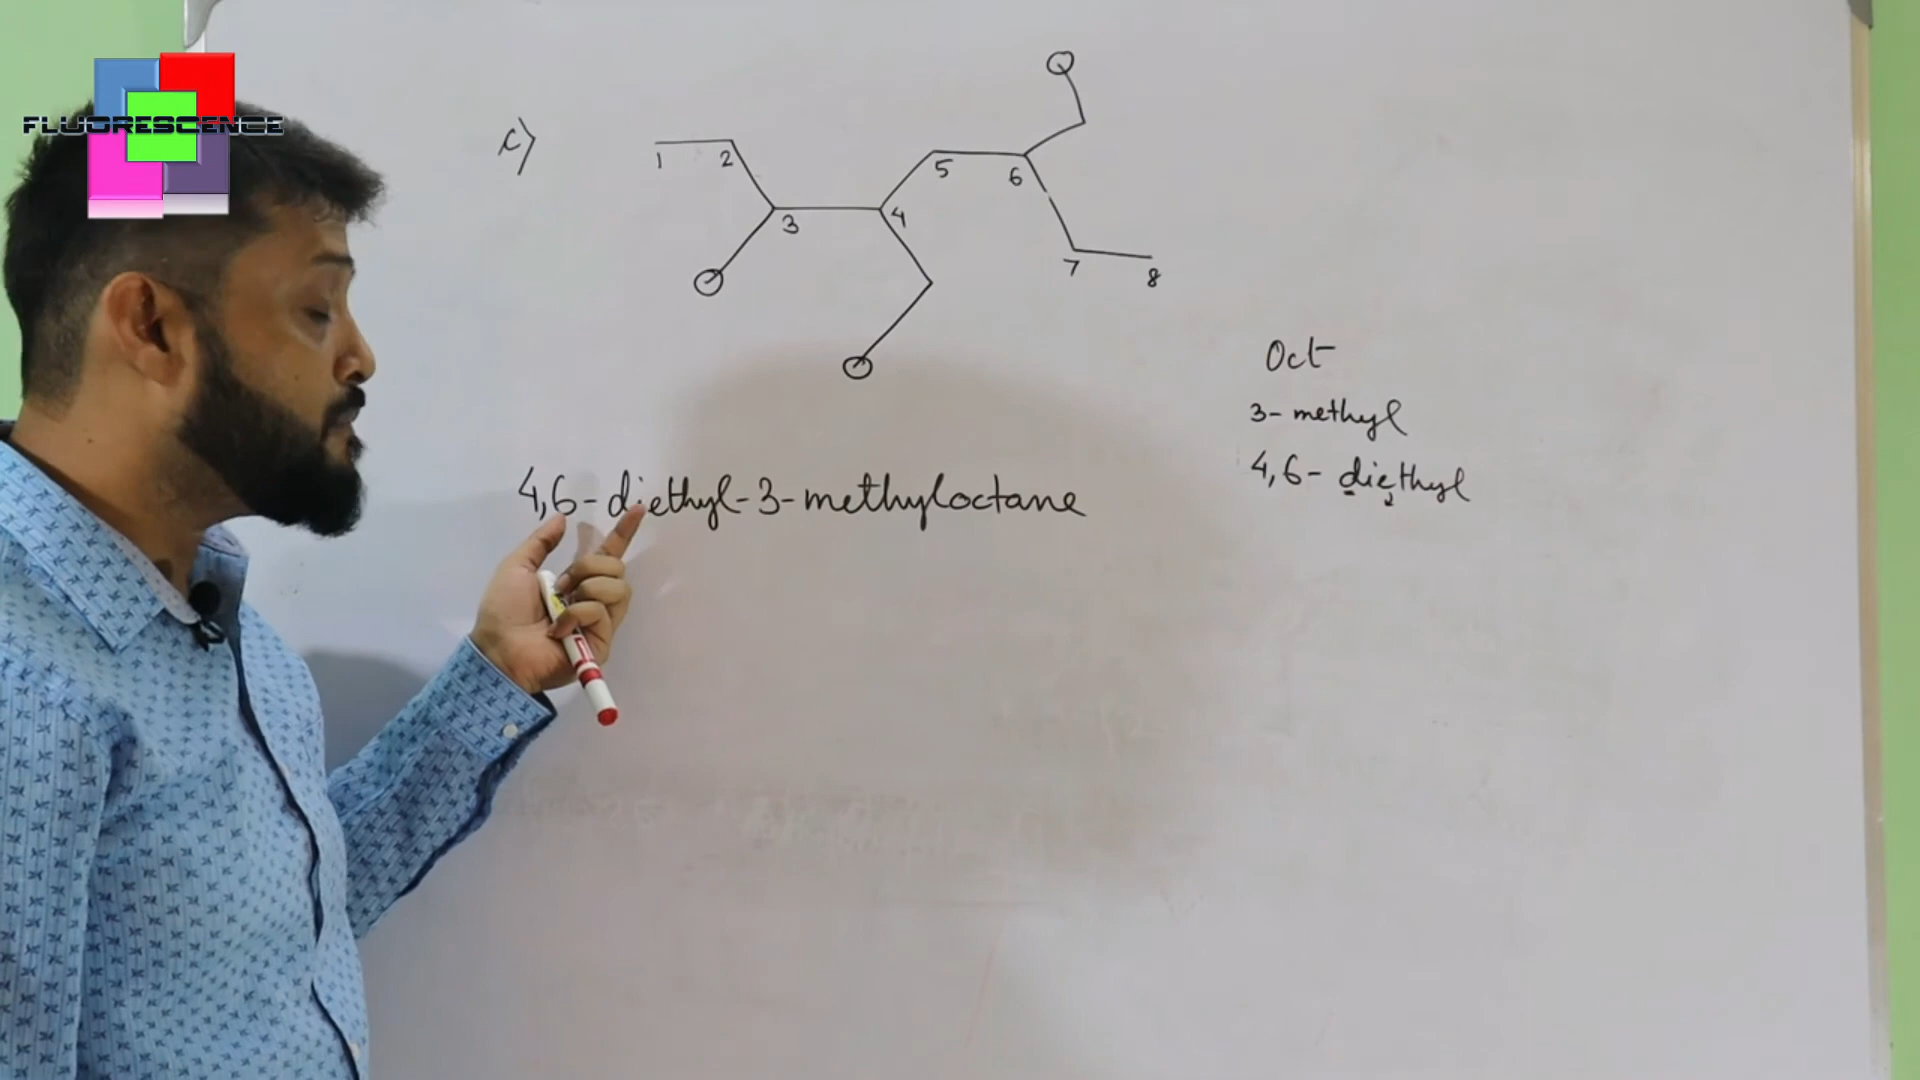 FLUORESCENCE
c)
1 2 3 4 5 6 7 8
Oct
3- methyl
4,6- diethyl
4,6-diethyl-3-methyloctane